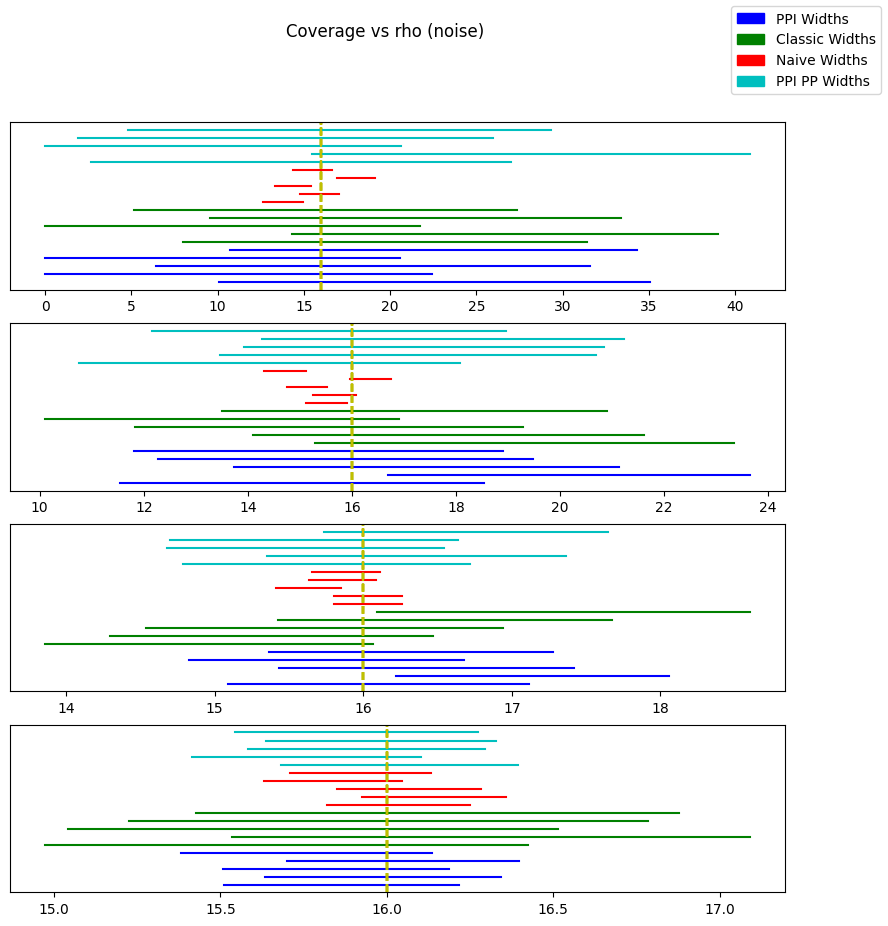 Coverage vs rho (noise)
PPI Widths
Classic Widths
Naive Widths
PPI PP Widths
0 5 10 15 20 25 30 35 40
10 12 14 16 18 20 22 24
14 15 16 17 18
15.0 15.5 16.0 16.5 17.0